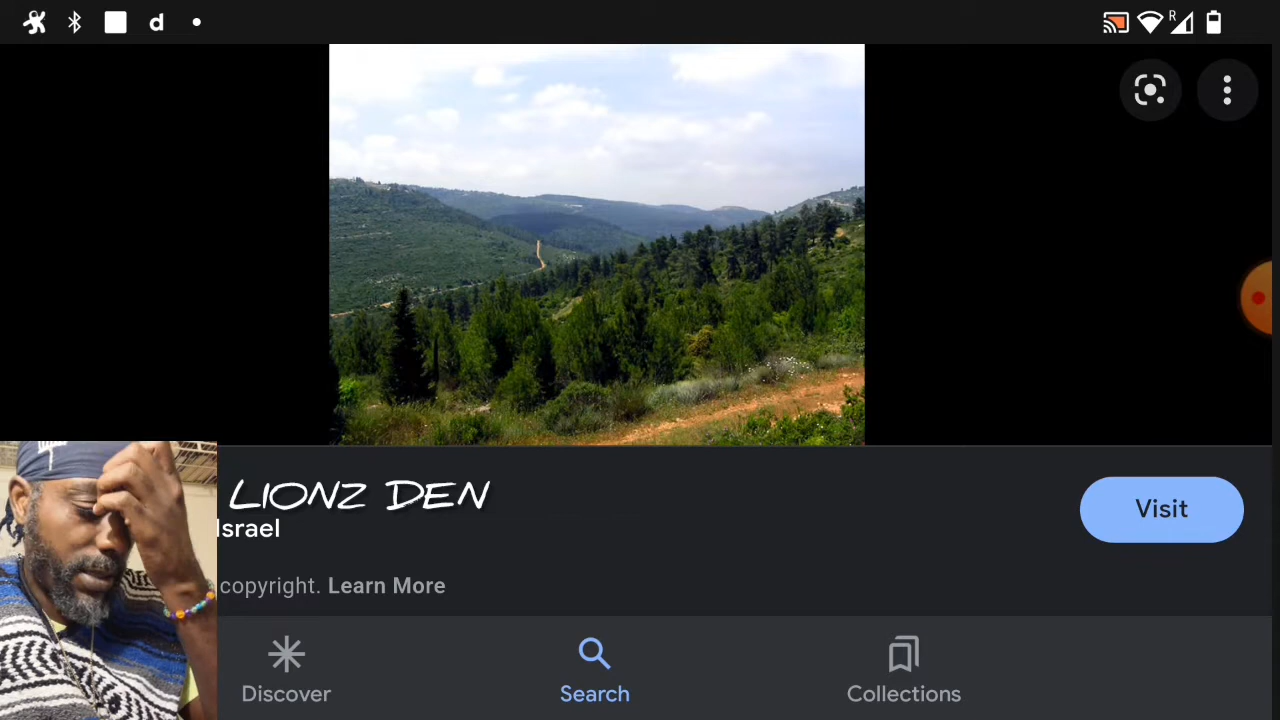 d
R
LIONZ DEN
Israel
Visit
copyright. Learn More
Discover
Search
Collections